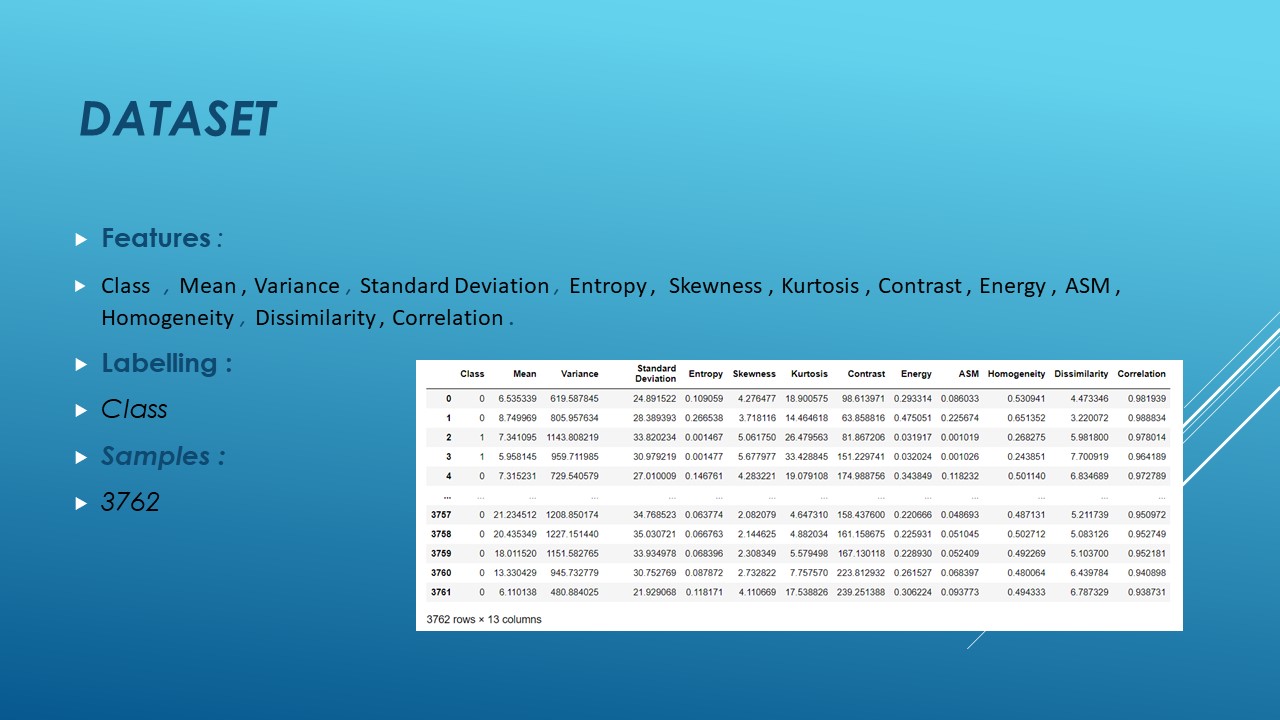 DATASET
Features :
Class , Mean , Variance , Standard Deviation , Entropy , Skewness , Kurtosis , Contrast , Energy , ASM ,
Homogeneity , Dissimilarity , Correlation .
Labelling :
Class
Samples :
3762
Class Mean Variance Standard Deviation Entropy Skewness Kurtosis Contrast Energy ASM Homogeneity Dissimilarity Correlation
0 0 6.535339 619.587845 24.891522 0.109059 4.276477 18.900575 98.613971 0.293314 0.086033 0.530941 4.473346 0.981939
1 0 8.749969 805.957634 28.389393 0.266538 3.718116 14.464618 63.858816 0.475051 0.225674 0.651352 3.220072 0.988834
2 1 7.341095 1143.808219 33.820234 0.001467 5.061750 26.479563 81.867206 0.031917 0.001019 0.268275 5.981800 0.978014
3 1 5.958145 959.711985 30.979219 0.001477 5.677977 33.428845 151.229741 0.032024 0.001026 0.243851 7.700919 0.964189
4 0 7.315231 729.540579 27.010009 0.146761 4.283221 19.079108 174.988756 0.343849 0.118232 0.501140 6.834689 0.972789
... ... ... ... ... ... ... ... ... ... ... ... ... ...
3757 0 21.234512 1208.850174 34.768523 0.063774 2.082079 4.647310 158.437600 0.220666 0.048693 0.487131 5.211739 0.950972
3758 0 20.435349 1227.151440 35.030721 0.066763 2.144625 4.882034 161.158675 0.225931 0.051045 0.502712 5.083126 0.952749
3759 0 18.011520 1151.582765 33.934978 0.068396 2.308349 5.579498 167.130118 0.228930 0.052409 0.492269 5.103700 0.952181
3760 0 13.330429 945.732779 30.752769 0.087872 2.732822 7.757570 223.812932 0.261527 0.068397 0.480064 6.439784 0.940898
3761 0 6.110138 480.884025 21.929068 0.118171 4.110669 17.538826 239.251388 0.306224 0.093773 0.494333 6.787329 0.938731
3762 rows × 13 columns